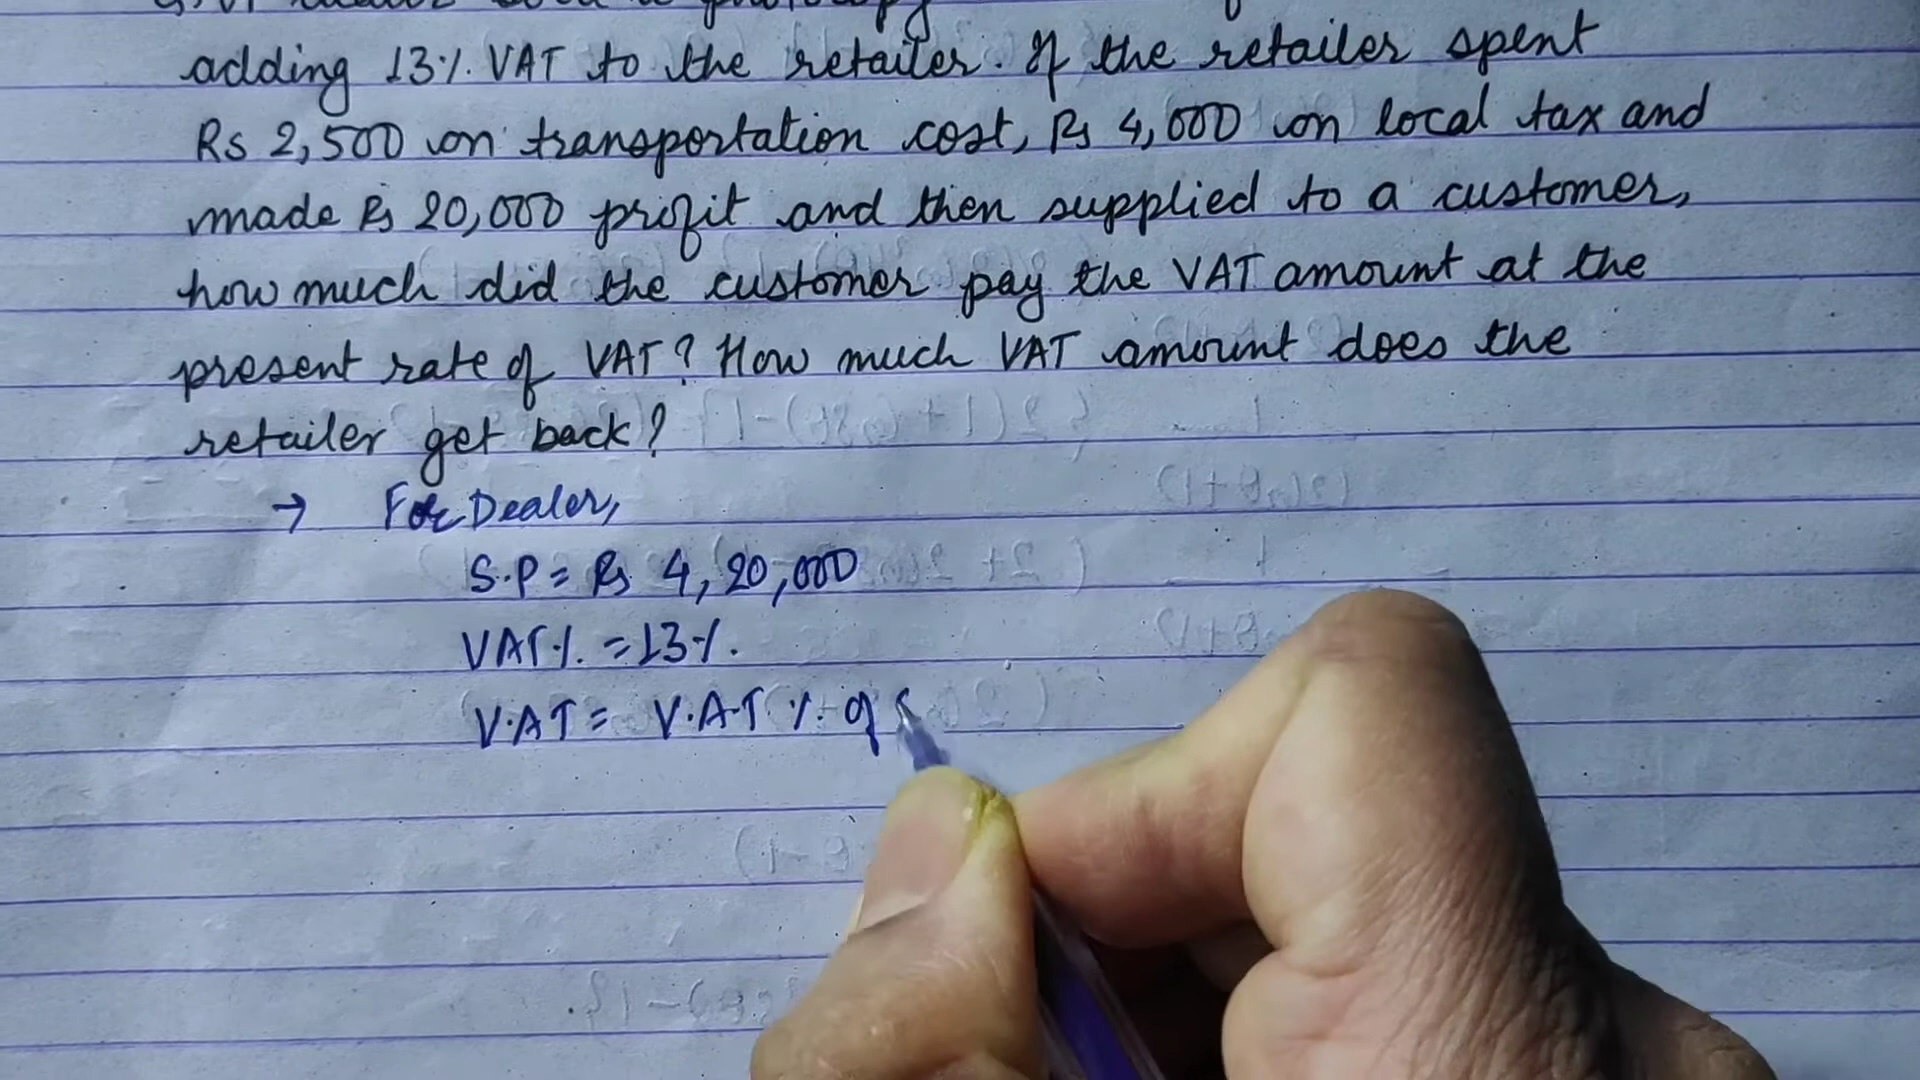 dealer sold a photocopy
adding 13%. VAT to the retailer. If the retailer spent
Rs 2,500 on transportation cost, Rs 4,000 on local tax and
made Rs 20,000 profit and then supplied to a customer,
how much did the customer pay the VAT amount at the
present rate of VAT? How much VAT amount does the
retailer get back?
→ For Dealer,
S.P = Rs 4,20,000
VAT%. = 13%.
V.A.T = V.A.T %. of